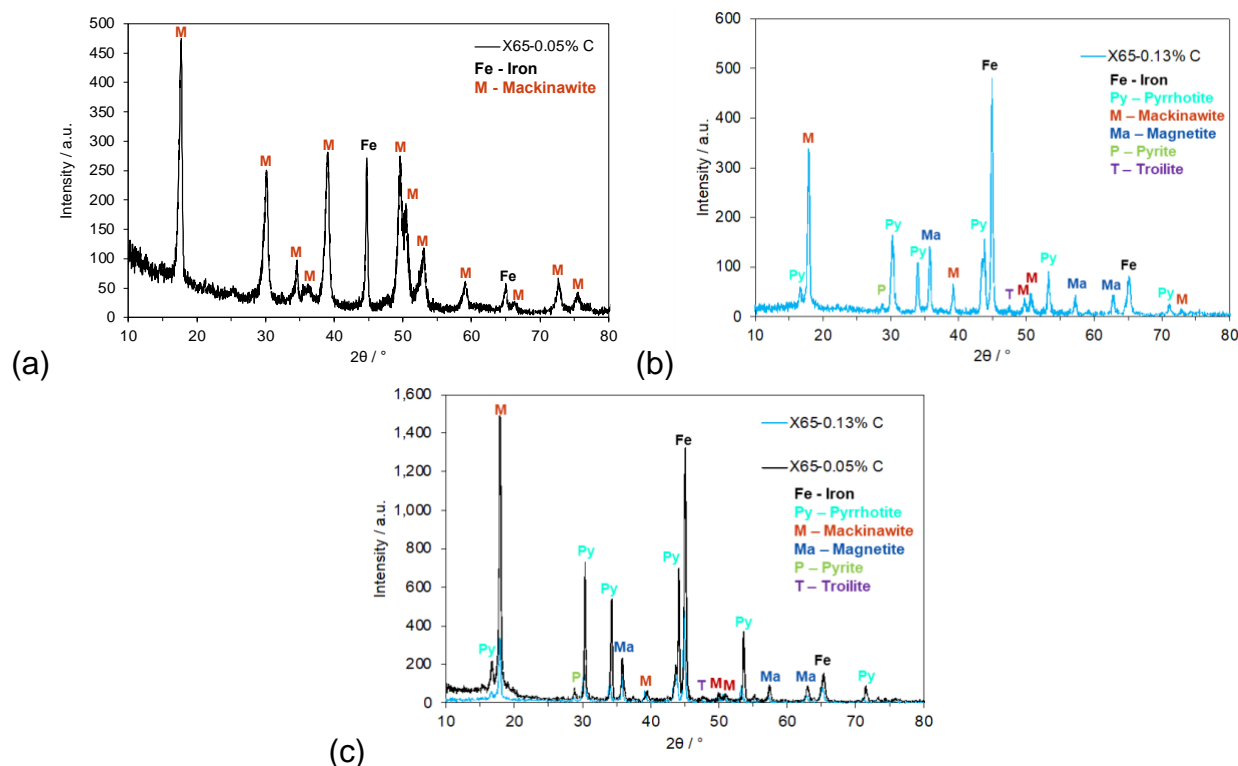 500
450
400
350
300
250
200
150
100
50
0
Intensity / a.u.
10 20 30 40 50 60 70 80
2θ / °
M
M
M
M
M
Fe
M
M
M
M
Fe
M
M
M
X65-0.05% C
Fe - Iron
M - Mackinawite
(a)
600
500
400
300
200
100
0
Intensity / a.u.
10 20 30 40 50 60 70 80
2θ / °
Py
M
P
Py
Py
Ma
M
Py
Fe
T
M
M
Py
Ma
Ma
Fe
Py
M
X65-0.13% C
Fe - Iron
Py – Pyrrhotite
M – Mackinawite
Ma – Magnetite
P – Pyrite
T – Troilite
(b)
1,600
1,400
1,200
1,000
800
600
400
200
0
Intensity / a.u.
10 20 30 40 50 60 70 80
2θ / °
Py
M
P
Py
Py
Ma
M
Py
Fe
T
M
M
Py
Ma
Ma
Fe
Py
X65-0.13% C
X65-0.05% C
Fe - Iron
Py – Pyrrhotite
M – Mackinawite
Ma – Magnetite
P – Pyrite
T – Troilite
(c)